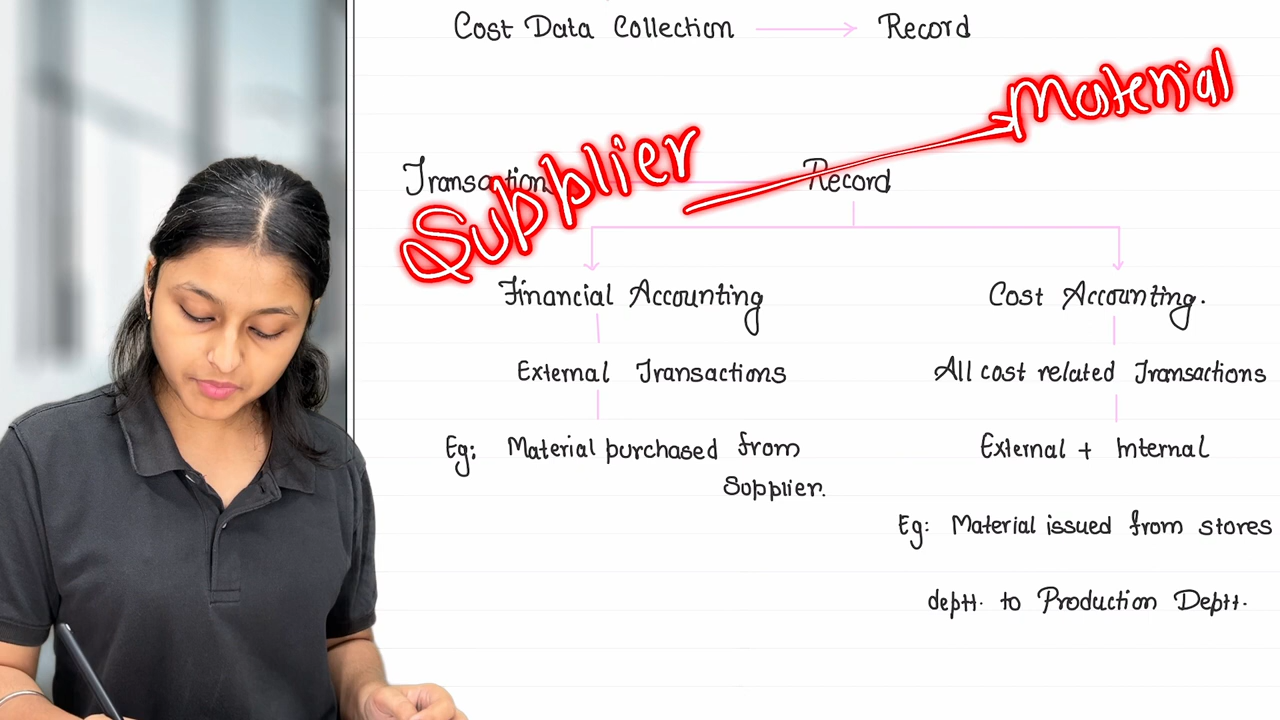 Cost Data Collection → Record
Material
Supplier
Transaction Record
Financial Accounting
Cost Accounting.
External Transactions
All cost related Transactions
Eg: Material purchased from
Supplier.
External + Internal
Eg: Material issued from stores
deptt. to Production Deptt.